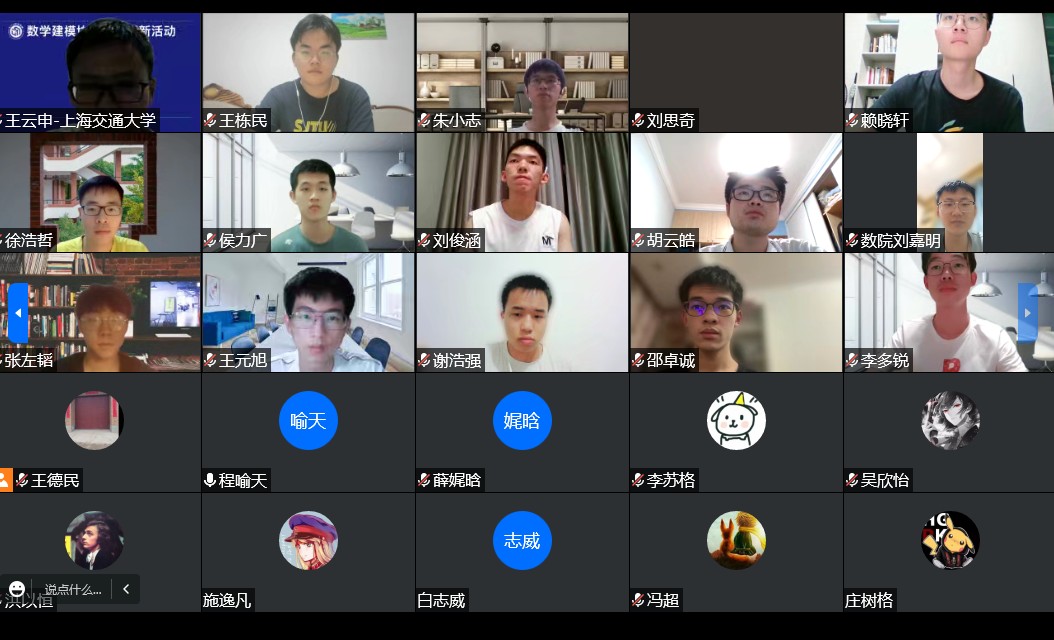 数学建模
新活动
王云申-上海交通大学
王栋民
朱小志
刘思奇
赖晓轩
徐浩哲
侯力广
刘俊涵
胡云皓
数院刘嘉明
张左韬
王元旭
谢浩强
邵卓诚
李多锐
喻天
娓晗
王德民
程喻天
薛娓晗
李苏格
吴欣怡
志威
说点什么...
洪以恒
施逸凡
白志威
冯超
庄树格